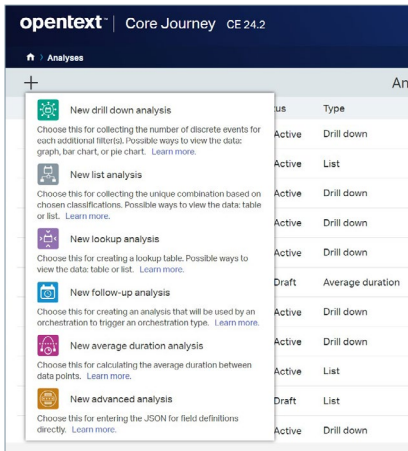 opentext™ | Core Journey CE 24.2
Analyses
An
New drill down analysis
Choose this for collecting the number of discrete events for
each additional filter(s). Possible ways to view the data:
graph, bar chart, or pie chart. Learn more.
New list analysis
Choose this for collecting the unique combination based on
chosen classifications. Possible ways to view the data: table
or list. Learn more.
New lookup analysis
Choose this for creating a lookup table. Possible ways to
view the data: table or list. Learn more.
New follow-up analysis
Choose this for creating an analysis that will be used by an
orchestration to trigger an orchestration type. Learn more.
New average duration analysis
Choose this for calculating the average duration between
data points. Learn more.
New advanced analysis
Choose this for entering the JSON for field definitions
directly. Learn more.
tus Type
Active Drill down
Active List
Active Drill down
Active Drill down
Active Drill down
Draft Average duration
Active Drill down
Active Drill down
Active List
Draft List
Active Drill down